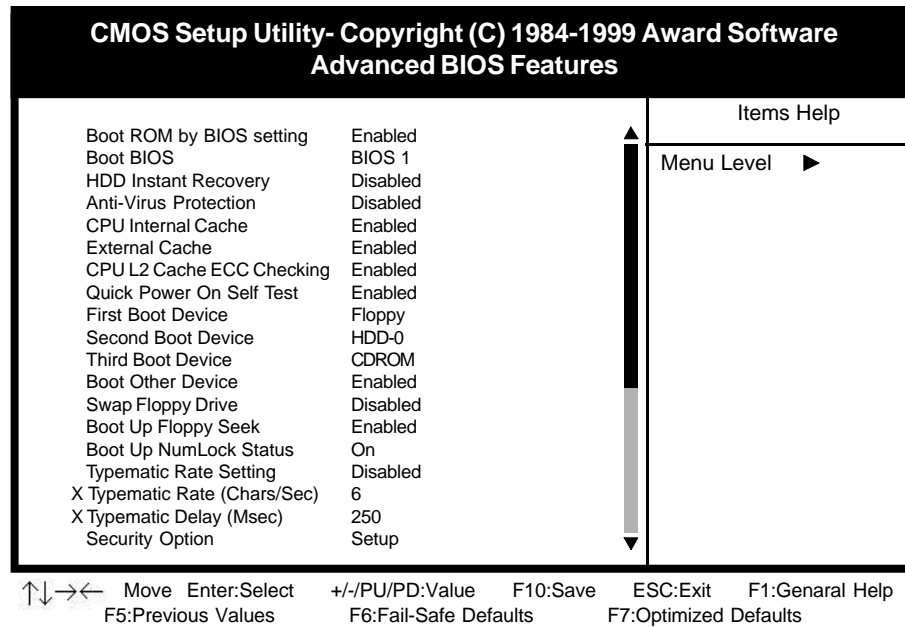 CMOS Setup Utility- Copyright (C) 1984-1999 Award Software
Advanced BIOS Features
Items Help
Menu Level ►
Boot ROM by BIOS setting Enabled
Boot BIOS BIOS 1
HDD Instant Recovery Disabled
Anti-Virus Protection Disabled
CPU Internal Cache Enabled
External Cache Enabled
CPU L2 Cache ECC Checking Enabled
Quick Power On Self Test Enabled
First Boot Device Floppy
Second Boot Device HDD-0
Third Boot Device CDROM
Boot Other Device Enabled
Swap Floppy Drive Disabled
Boot Up Floppy Seek Enabled
Boot Up NumLock Status On
Typematic Rate Setting Disabled
X Typematic Rate (Chars/Sec) 6
X Typematic Delay (Msec) 250
Security Option Setup
↑↓→← Move Enter:Select +/-/PU/PD:Value F10:Save ESC:Exit F1:Genaral Help
F5:Previous Values F6:Fail-Safe Defaults F7:Optimized Defaults